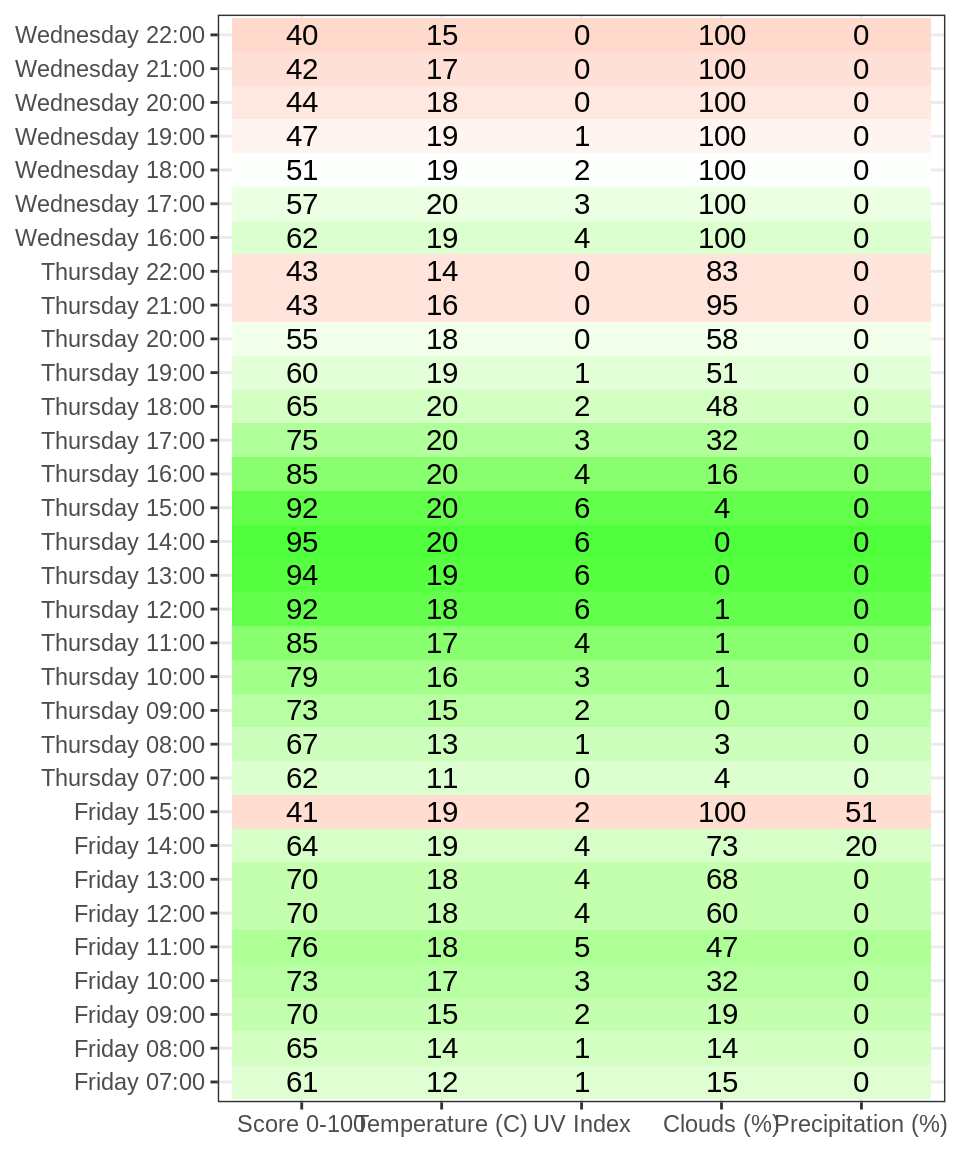 Wednesday 22:00 40 15 0 100 0
Wednesday 21:00 42 17 0 100 0
Wednesday 20:00 44 18 0 100 0
Wednesday 19:00 47 19 1 100 0
Wednesday 18:00 51 19 2 100 0
Wednesday 17:00 57 20 3 100 0
Wednesday 16:00 62 19 4 100 0
Thursday 22:00 43 14 0 83 0
Thursday 21:00 43 16 0 95 0
Thursday 20:00 55 18 0 58 0
Thursday 19:00 60 19 1 51 0
Thursday 18:00 65 20 2 48 0
Thursday 17:00 75 20 3 32 0
Thursday 16:00 85 20 4 16 0
Thursday 15:00 92 20 6 4 0
Thursday 14:00 95 20 6 0 0
Thursday 13:00 94 19 6 0 0
Thursday 12:00 92 18 6 1 0
Thursday 11:00 85 17 4 1 0
Thursday 10:00 79 16 3 1 0
Thursday 09:00 73 15 2 0 0
Thursday 08:00 67 13 1 3 0
Thursday 07:00 62 11 0 4 0
Friday 15:00 41 19 2 100 51
Friday 14:00 64 19 4 73 20
Friday 13:00 70 18 4 68 0
Friday 12:00 70 18 4 60 0
Friday 11:00 76 18 5 47 0
Friday 10:00 73 17 3 32 0
Friday 09:00 70 15 2 19 0
Friday 08:00 65 14 1 14 0
Friday 07:00 61 12 1 15 0
Score 0-100 Temperature (C) UV Index Clouds (%) Precipitation (%)